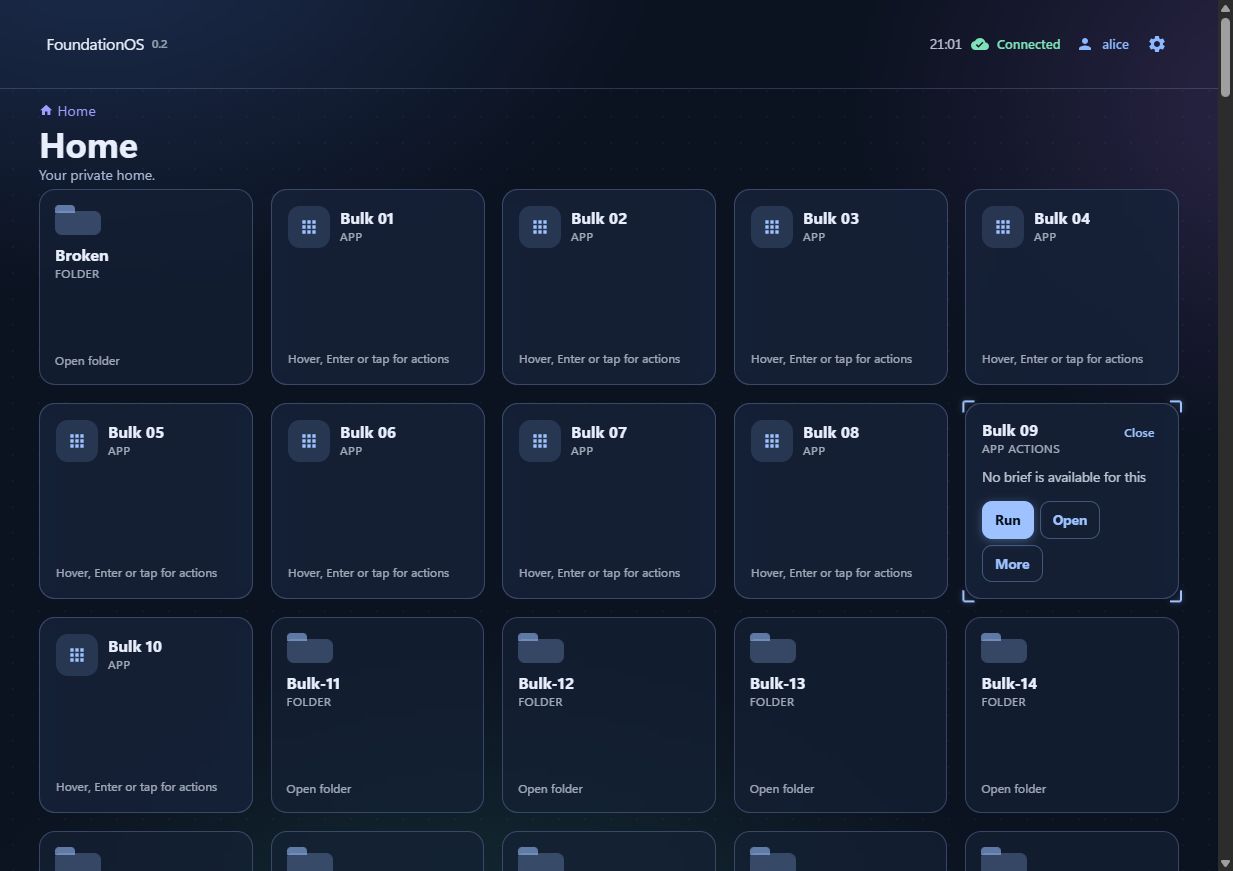 FoundationOS 0.2
21:01 Connected alice
Home
Home
Your private home.
Broken
FOLDER
Open folder
Bulk 01
APP
Hover, Enter or tap for actions
Bulk 02
APP
Hover, Enter or tap for actions
Bulk 03
APP
Hover, Enter or tap for actions
Bulk 04
APP
Hover, Enter or tap for actions
Bulk 05
APP
Hover, Enter or tap for actions
Bulk 06
APP
Hover, Enter or tap for actions
Bulk 07
APP
Hover, Enter or tap for actions
Bulk 08
APP
Hover, Enter or tap for actions
Bulk 09 Close
APP ACTIONS
No brief is available for this
Run Open
More
Bulk 10
APP
Hover, Enter or tap for actions
Bulk-11
FOLDER
Open folder
Bulk-12
FOLDER
Open folder
Bulk-13
FOLDER
Open folder
Bulk-14
FOLDER
Open folder